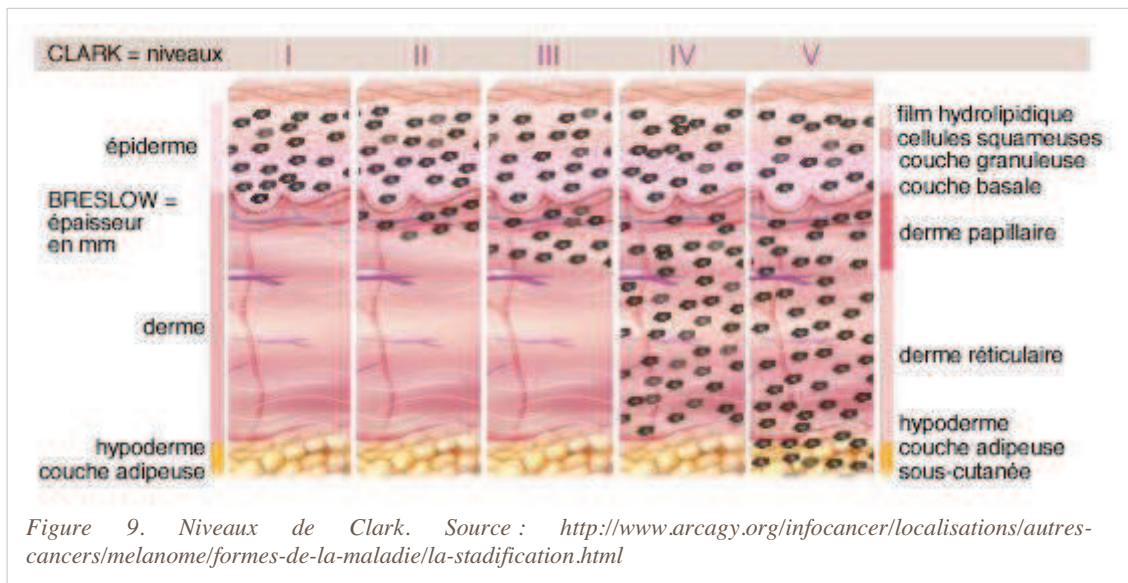 CLARK = niveaux I II III IV V
épiderme
BRESLOW =
épaisseur
en mm
derme
hypoderme
couche adipeuse
film hydrolipidique
cellules squameuses
couche granuleuse
couche basale
derme papillaire
derme réticulaire
hypoderme
couche adipeuse
sous-cutanée
Figure 9. Niveaux de Clark. Source : http://www.arcagy.org/infocancer/localisations/autres-
cancers/melanome/formes-de-la-maladie/la-stadification.html